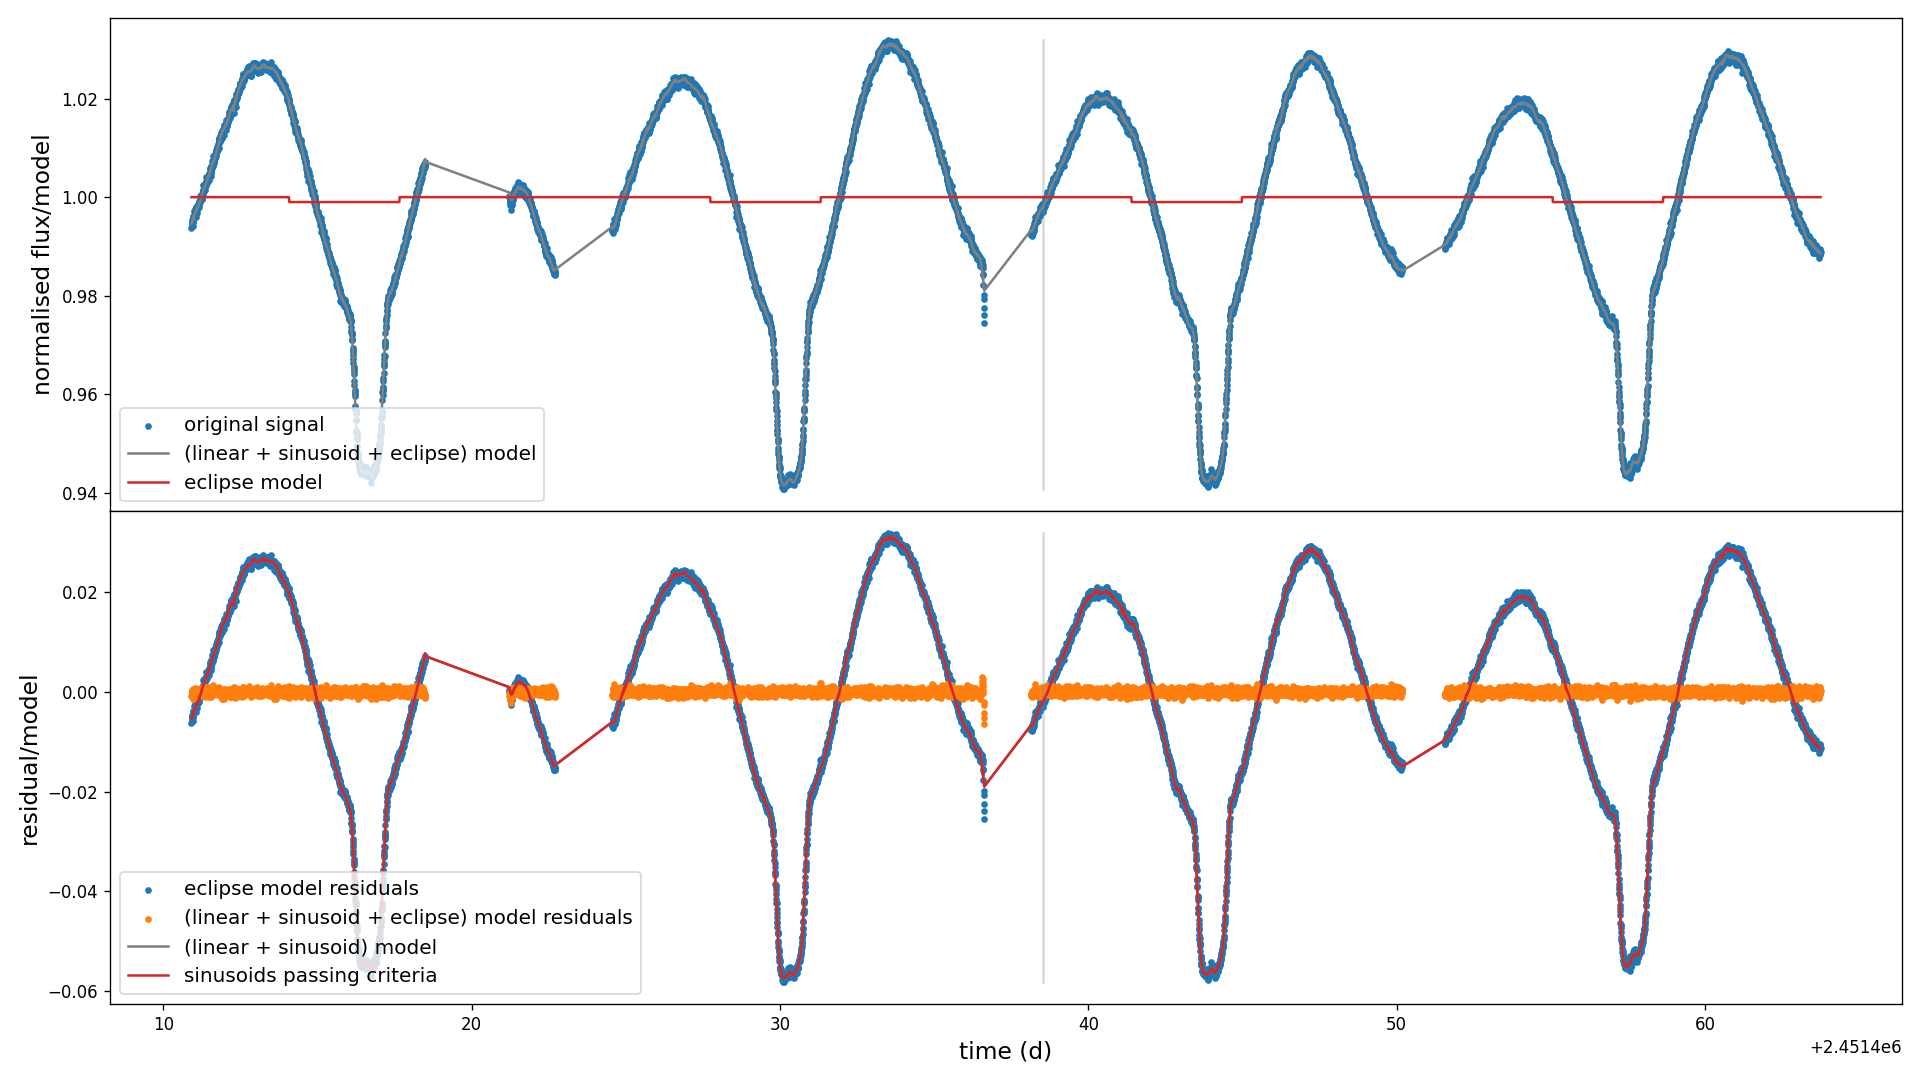 normalised flux/model
1.02
1.00
0.98
0.96
0.94
original signal
(linear + sinusoid + eclipse) model
eclipse model
residual/model
0.02
0.00
−0.02
−0.04
−0.06
eclipse model residuals
(linear + sinusoid + eclipse) model residuals
(linear + sinusoid) model
sinusoids passing criteria
10 20 30 40 50 60
time (d)
+2.4514e6